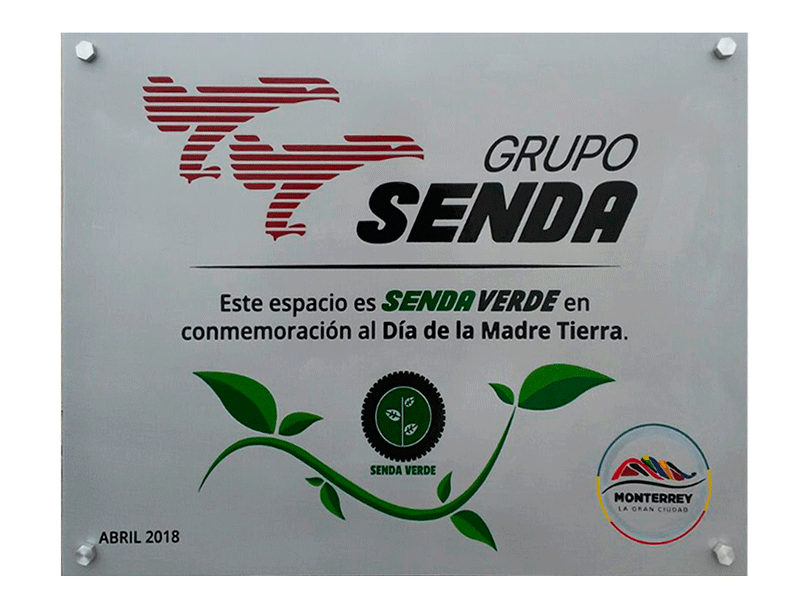 GRUPO
SENDA
Este espacio es SENDA VERDE en
conmemoración al Día de la Madre Tierra.
SENDA VERDE
MONTERREY
LA GRAN CIUDAD
ABRIL 2018